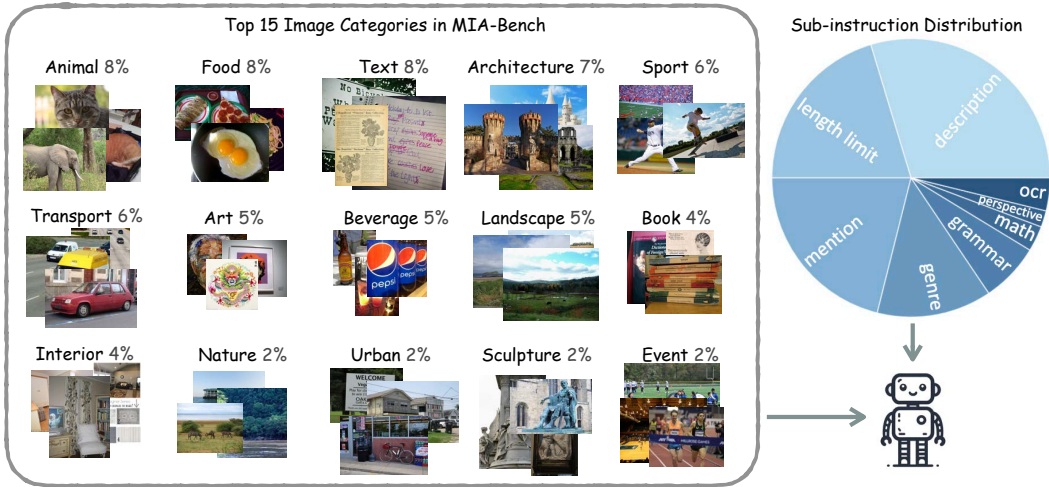 Top 15 Image Categories in MIA-Bench
Sub-instruction Distribution
Animal 8%
Food 8%
Text 8%
Architecture 7%
Sport 6%
No Bicyc
Transport 6%
Art 5%
Beverage 5%
Landscape 5%
Book 4%
pepsi
pepsi
Interior 4%
Nature 2%
Urban 2%
Sculpture 2%
Event 2%
WELCOME
description
length limit
mention
genre
grammar
math
perspective
ocr